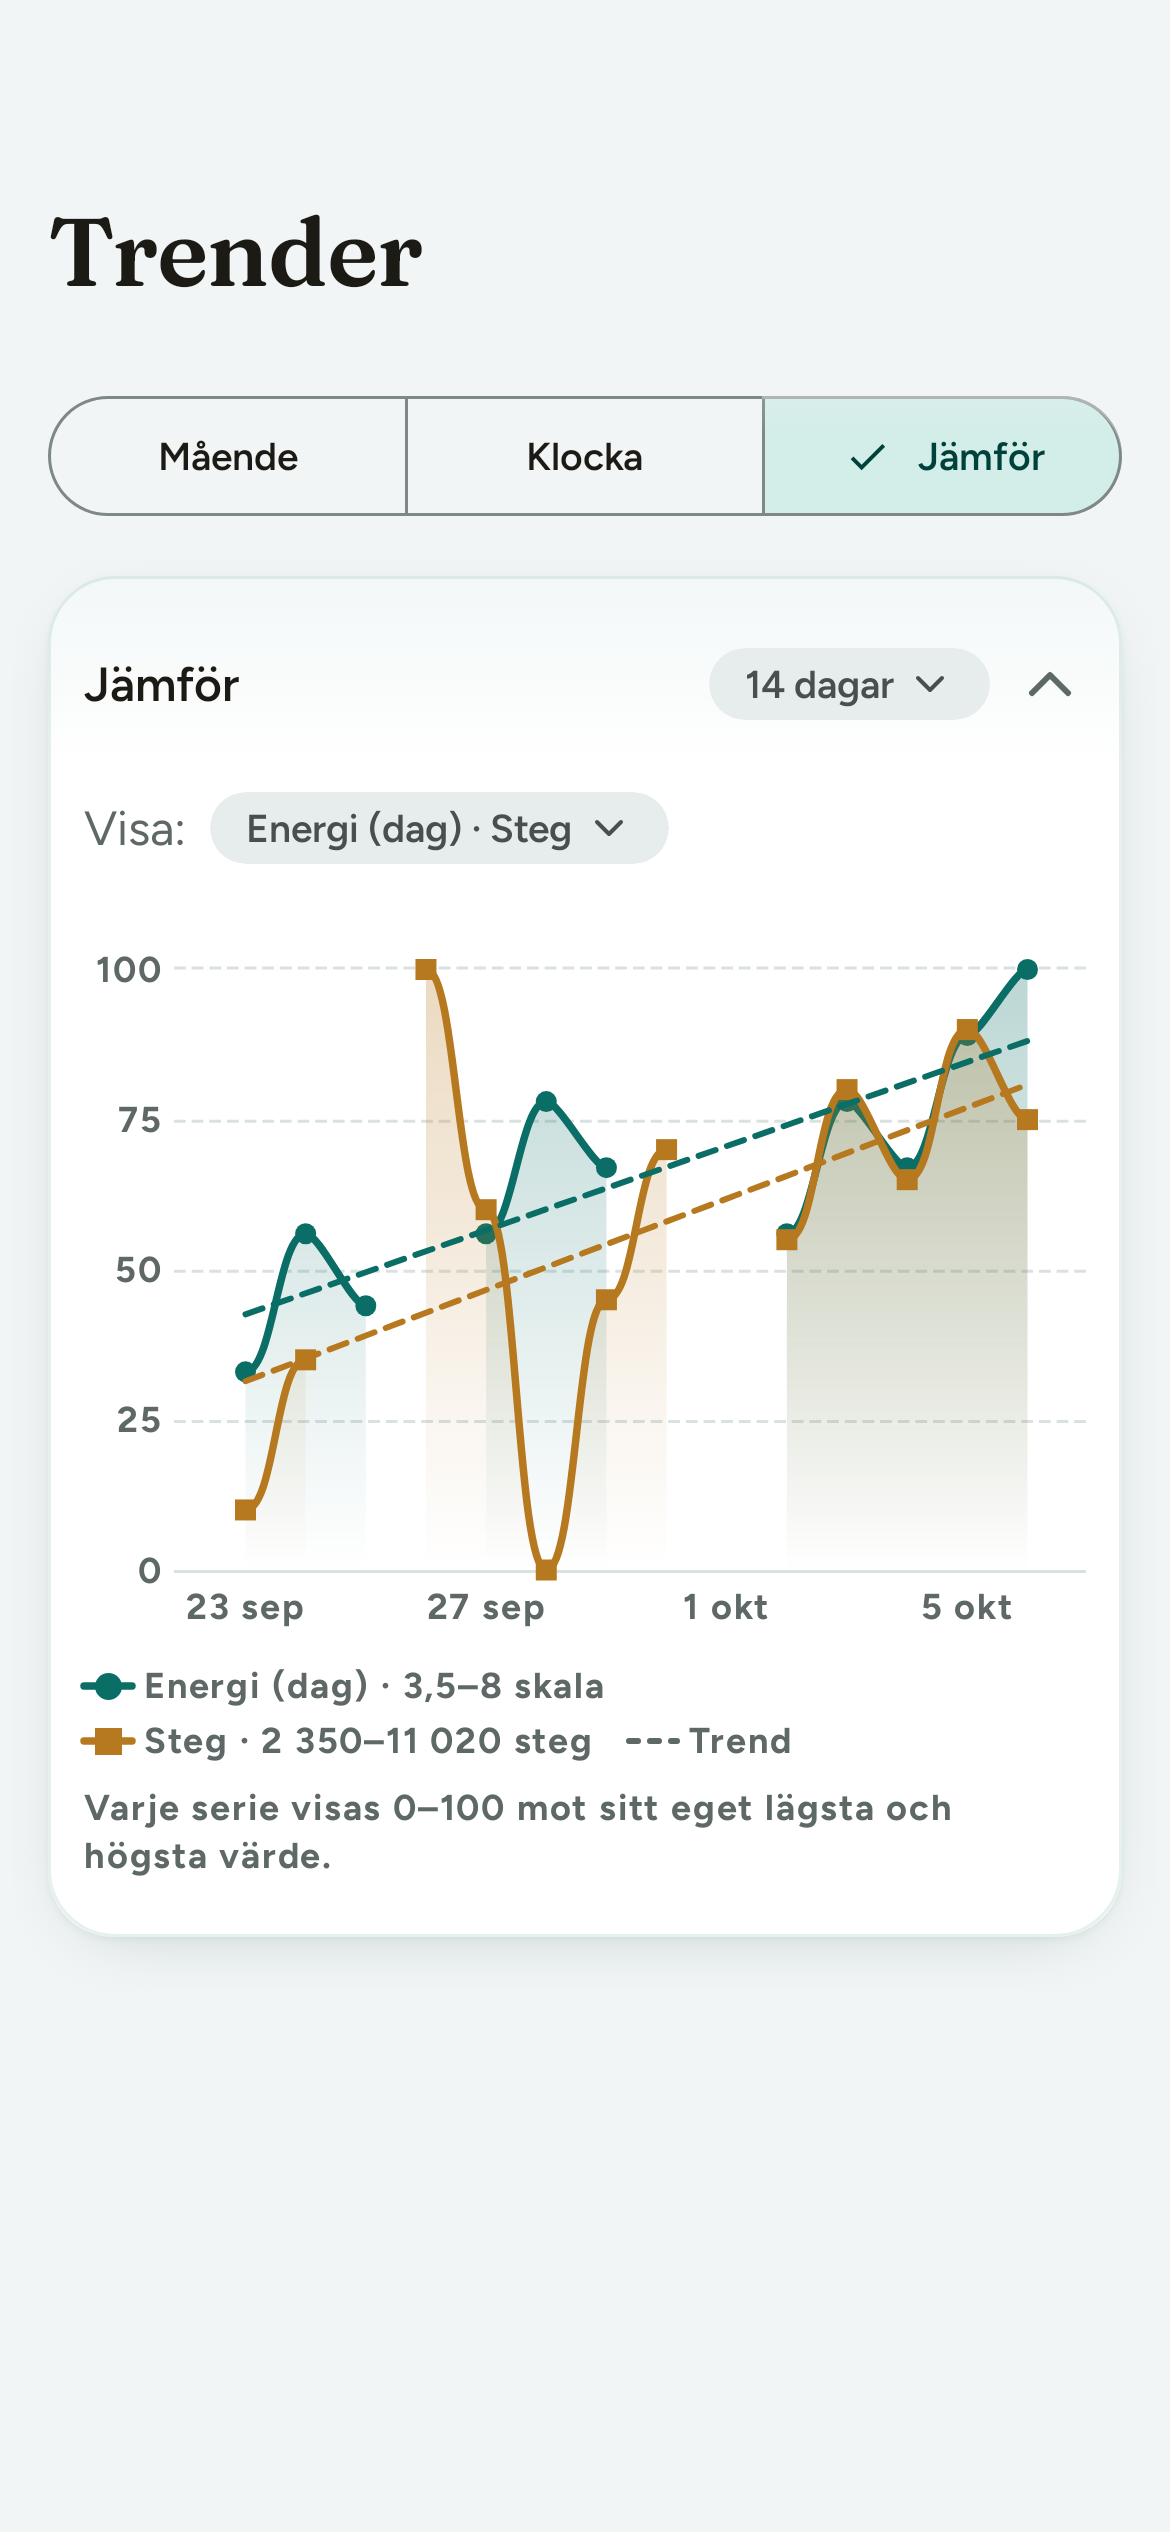 Trender
Mående
Klocka
Jämför
Jämför
14 dagar
Visa:
Energi (dag) · Steg
100
75
50
25
0
23 sep
27 sep
1 okt
5 okt
Energi (dag) · 3,5–8 skala
Steg · 2 350–11 020 steg
Trend
Varje serie visas 0–100 mot sitt eget lägsta och
högsta värde.